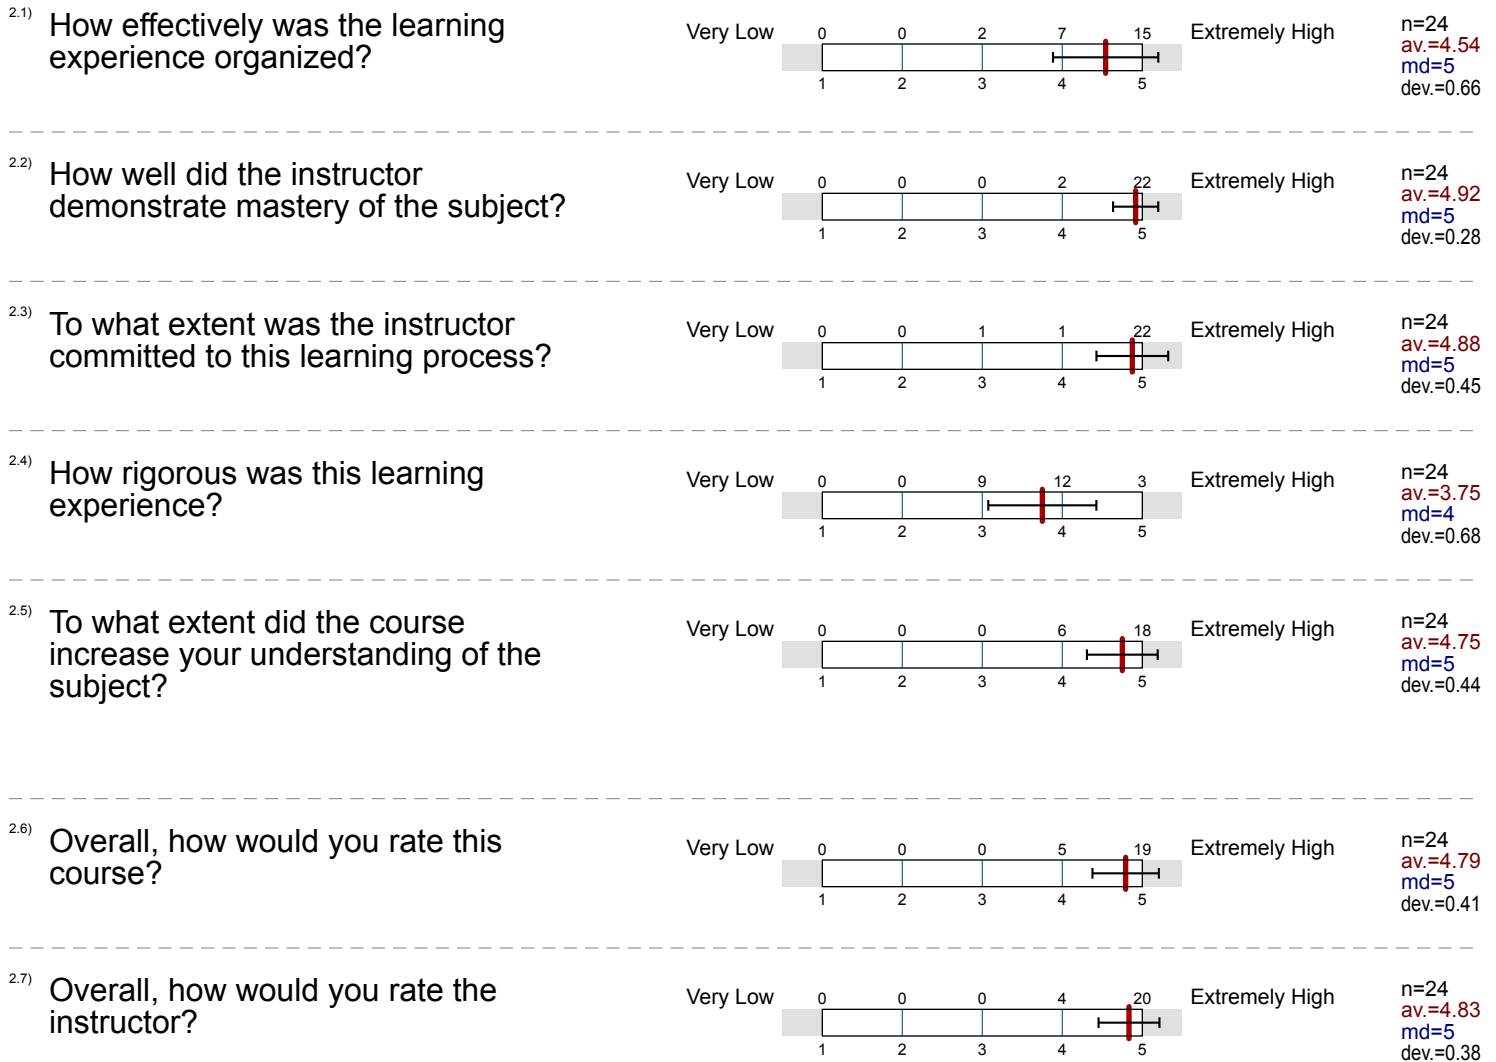 2.1) How effectively was the learning
experience organized?
Very Low
0 0 2 7 15
1 2 3 4 5
Extremely High
n=24
av.=4.54
md=5
dev.=0.66
2.2) How well did the instructor
demonstrate mastery of the subject?
Very Low
0 0 0 2 22
1 2 3 4 5
Extremely High
n=24
av.=4.92
md=5
dev.=0.28
2.3) To what extent was the instructor
committed to this learning process?
Very Low
0 0 1 1 22
1 2 3 4 5
Extremely High
n=24
av.=4.88
md=5
dev.=0.45
2.4) How rigorous was this learning
experience?
Very Low
0 0 9 12 3
1 2 3 4 5
Extremely High
n=24
av.=3.75
md=4
dev.=0.68
2.5) To what extent did the course
increase your understanding of the
subject?
Very Low
0 0 0 6 18
1 2 3 4 5
Extremely High
n=24
av.=4.75
md=5
dev.=0.44
2.6) Overall, how would you rate this
course?
Very Low
0 0 0 5 19
1 2 3 4 5
Extremely High
n=24
av.=4.79
md=5
dev.=0.41
2.7) Overall, how would you rate the
instructor?
Very Low
0 0 0 4 20
1 2 3 4 5
Extremely High
n=24
av.=4.83
md=5
dev.=0.38